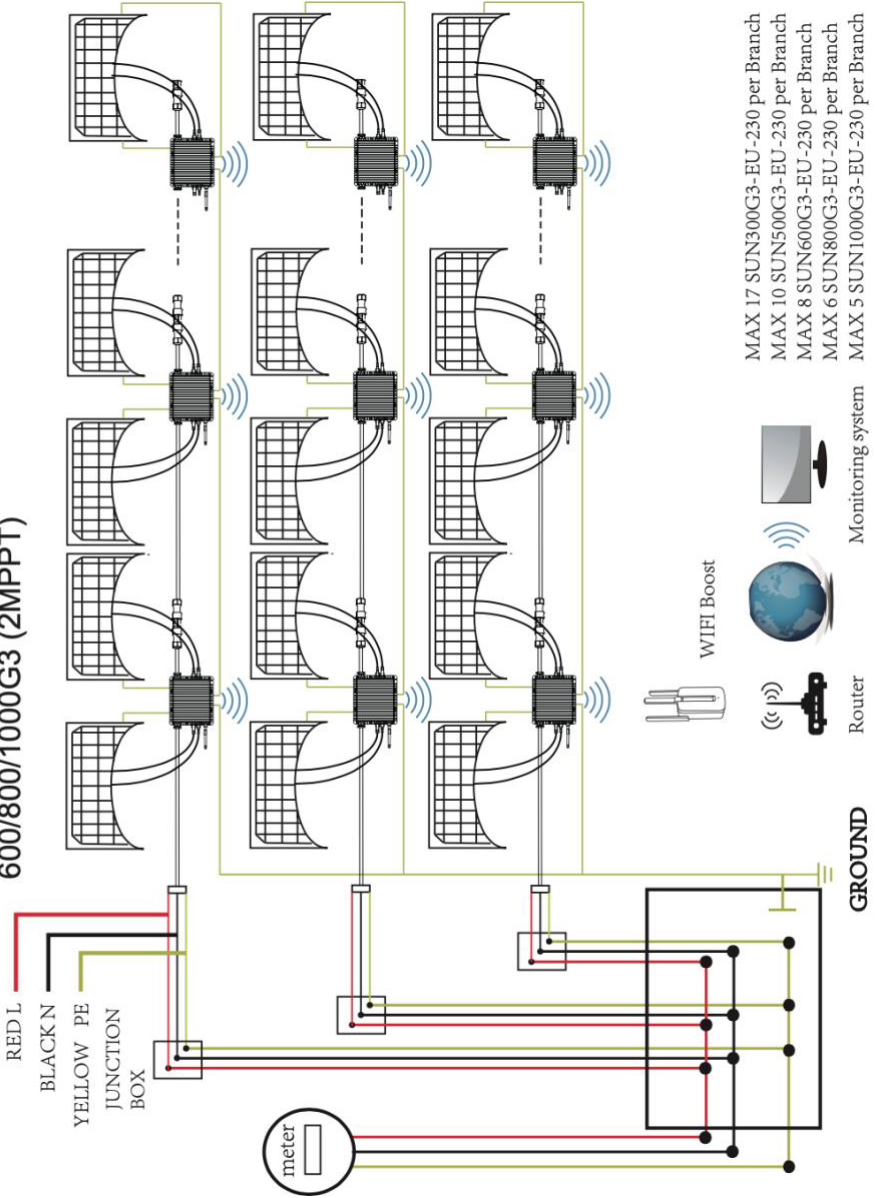 600/800/1000G3 (2MPPT)
RED L
BLACK N
YELLOW PE
JUNCTION
BOX
meter
GROUND
WIFI Boost
Router
Monitoring system
MAX 17 SUN300G3-EU-230 per Branch
MAX 10 SUN500G3-EU-230 per Branch
MAX 8 SUN600G3-EU-230 per Branch
MAX 6 SUN800G3-EU-230 per Branch
MAX 5 SUN1000G3-EU-230 per Branch